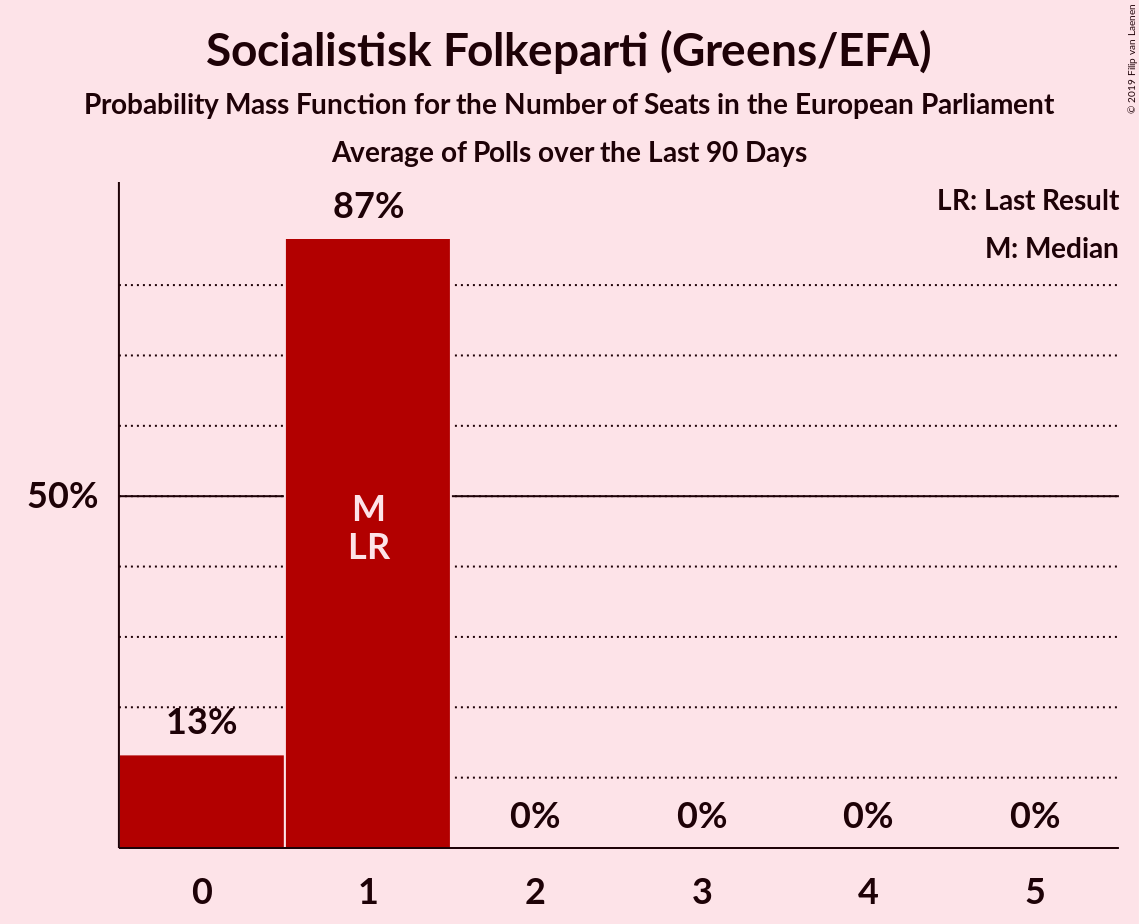 Socialistisk Folkeparti (Greens/EFA)
Probability Mass Function for the Number of Seats in the European Parliament
Average of Polls over the Last 90 Days
© 2019 Filip van Laenen
LR: Last Result
M: Median
87%
50%
M
LR
13%
0% 0% 0% 0%
0 1 2 3 4 5